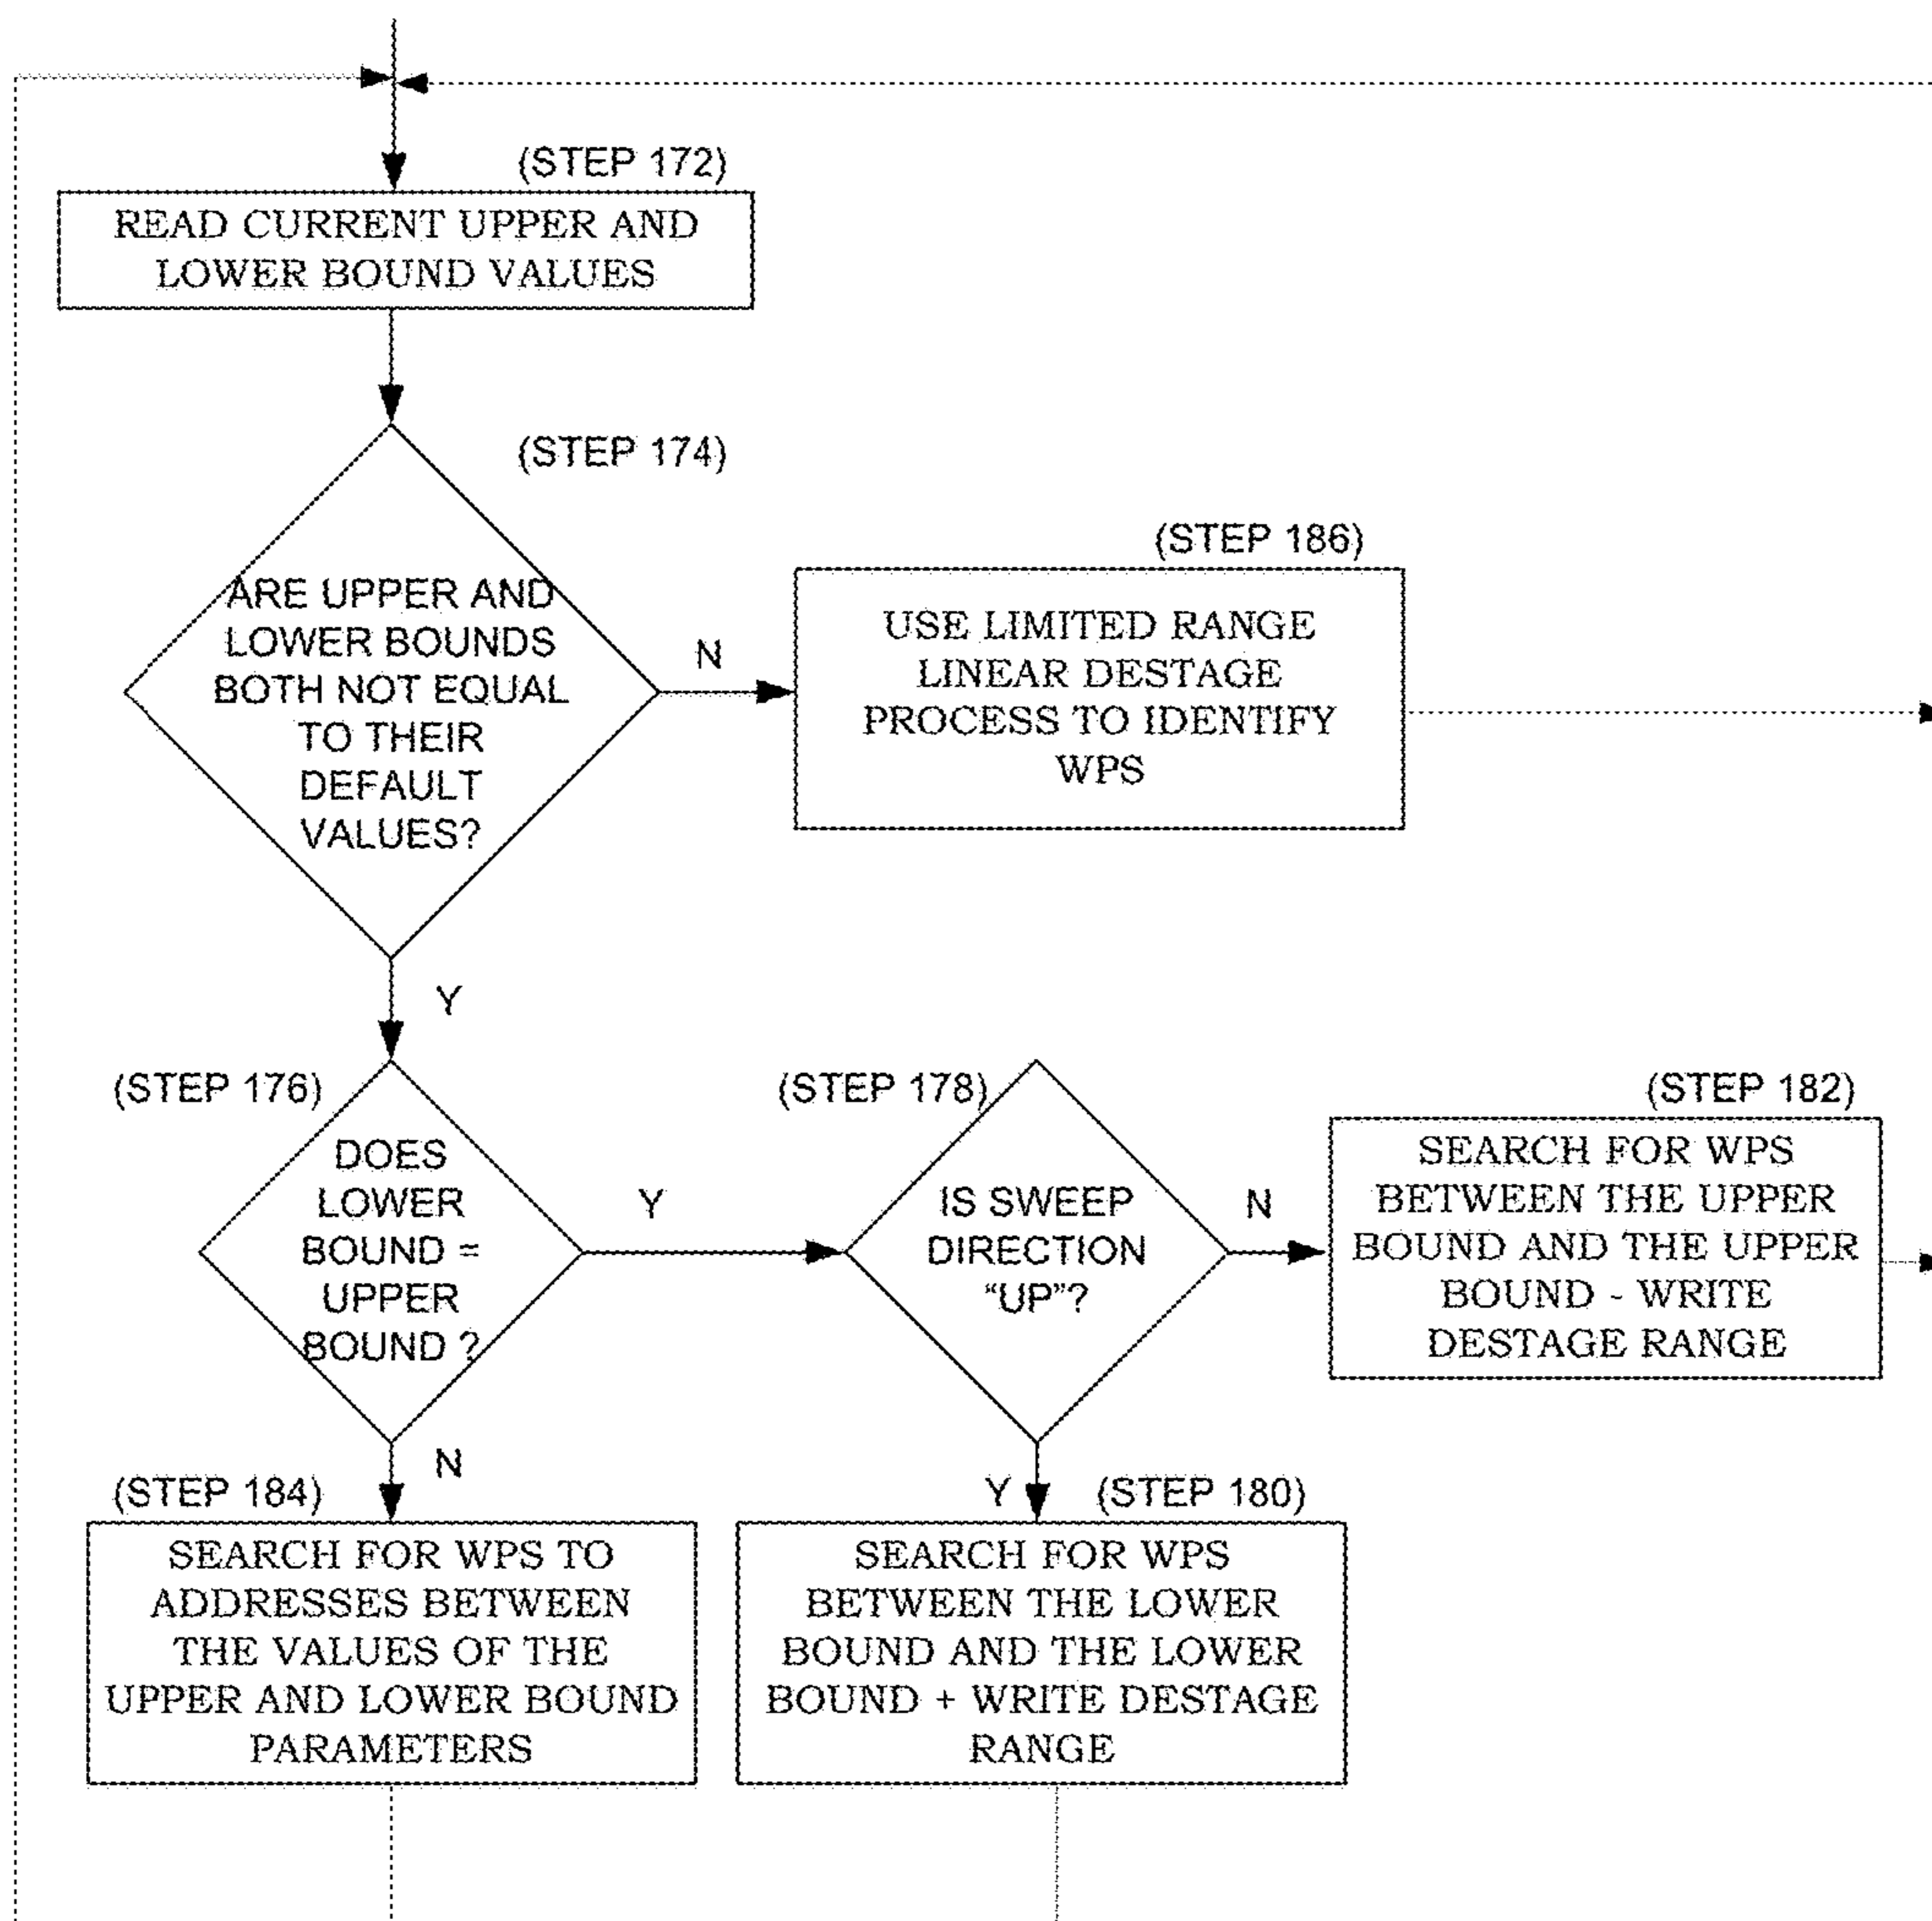 (STEP 172)
READ CURRENT UPPER AND
LOWER BOUND VALUES
(STEP 174)
ARE UPPER AND
LOWER BOUNDS
BOTH NOT EQUAL
TO THEIR
DEFAULT
VALUES?
N
(STEP 186)
USE LIMITED RANGE
LINEAR DESTAGE
PROCESS TO IDENTIFY
WPS
Y
(STEP 176)
DOES
LOWER
BOUND =
UPPER
BOUND ?
Y
(STEP 178)
IS SWEEP
DIRECTION
“UP”?
N
(STEP 182)
SEARCH FOR WPS
BETWEEN THE UPPER
BOUND AND THE UPPER
BOUND - WRITE
DESTAGE RANGE
N
(STEP 184)
SEARCH FOR WPS TO
ADDRESSES BETWEEN
THE VALUES OF THE
UPPER AND LOWER BOUND
PARAMETERS
Y
(STEP 180)
SEARCH FOR WPS
BETWEEN THE LOWER
BOUND AND THE LOWER
BOUND + WRITE DESTAGE
RANGE